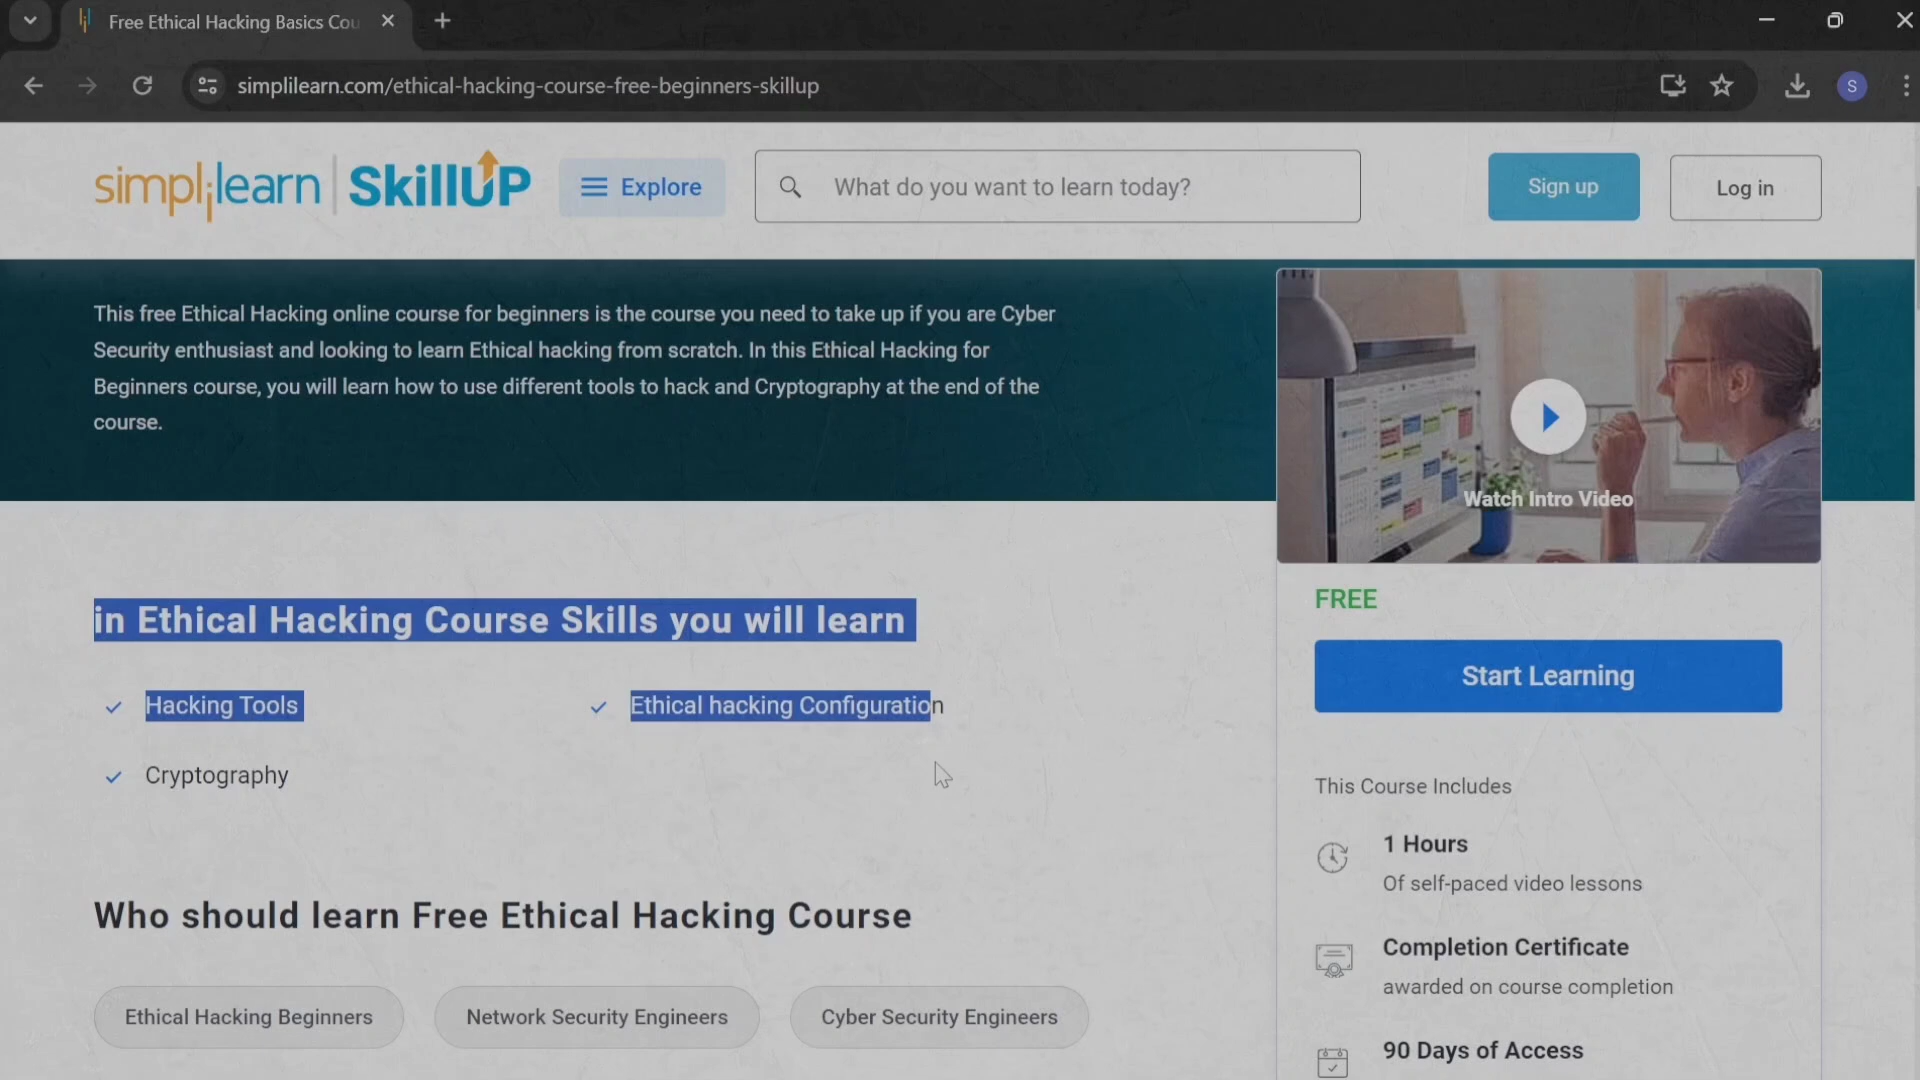 Free Ethical Hacking Basics Cou
simplilearn.com/ethical-hacking-course-free-beginners-skillup
simplilearn | SkillUP
Explore
What do you want to learn today?
Sign up
Log in
This free Ethical Hacking online course for beginners is the course you need to take up if you are Cyber
Security enthusiast and looking to learn Ethical hacking from scratch. In this Ethical Hacking for
Beginners course, you will learn how to use different tools to hack and Cryptography at the end of the
course.
Watch Intro Video
in Ethical Hacking Course Skills you will learn
Hacking Tools
Ethical hacking Configuration
Cryptography
Who should learn Free Ethical Hacking Course
Ethical Hacking Beginners
Network Security Engineers
Cyber Security Engineers
FREE
Start Learning
This Course Includes
1 Hours
Of self-paced video lessons
Completion Certificate
awarded on course completion
90 Days of Access
S